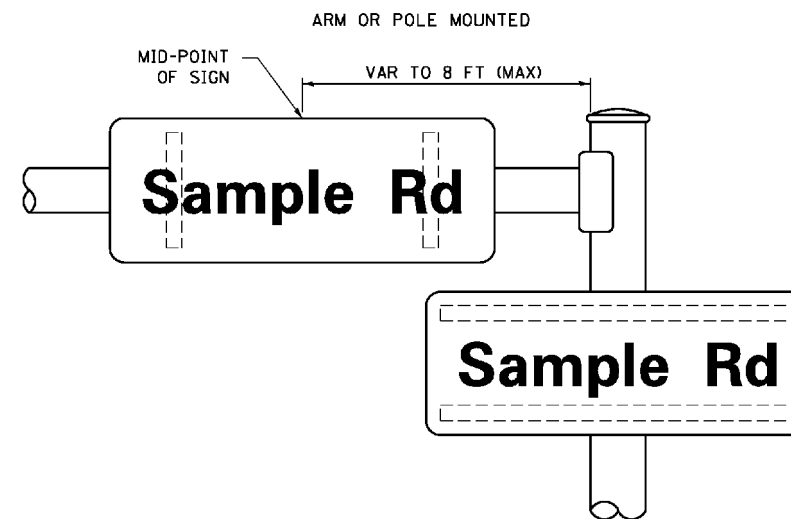 ARM OR POLE MOUNTED
MID-POINT
OF SIGN
VAR TO 8 FT (MAX)
Sample Rd
Sample Rd